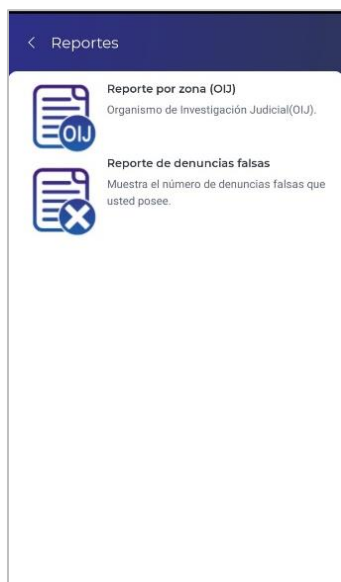 < Reportes
Reporte por zona (OIJ)
Organismo de Investigación Judicial(OIJ).
OIJ
Reporte de denuncias falsas
Muestra el número de denuncias falsas que
usted posee.